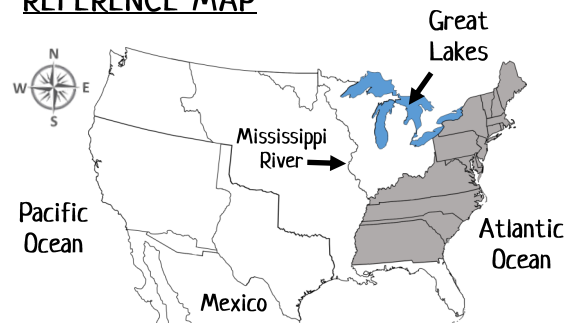 REFERENCE MAP
Great
Lakes
N
W E
S
Mississippi
River
Pacific
Ocean
Atlantic
Ocean
Mexico